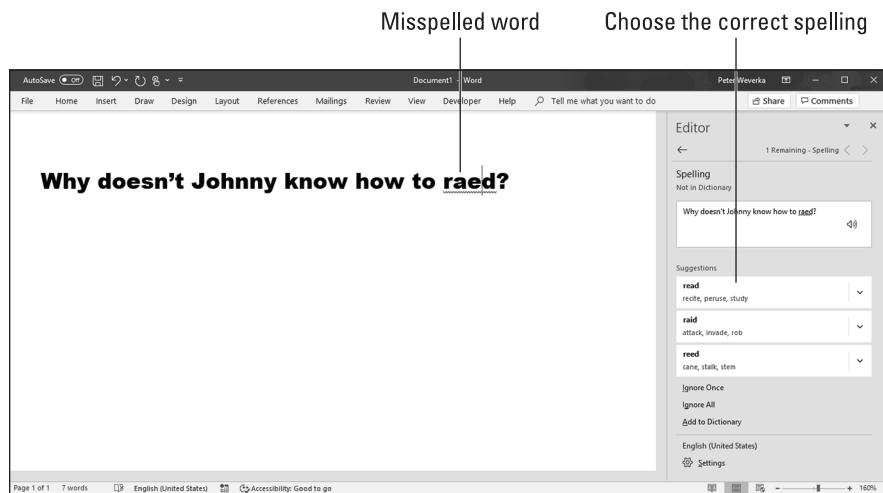 Misspelled word Choose the correct spelling
AutoSave Off Document1 - Word Peter Weverka
File Home Insert Draw Design Layout References Mailings Review View Developer Help Tell me what you want to do Share Comments
Editor
1 Remaining - Spelling
Why doesn't Johnny know how to raed?
Spelling
Not in Dictionary
Why doesn't Johnny know how to raed?
Suggestions
read
recite, peruse, study
raid
attack, invade, rob
reed
cane, stalk, stem
Ignore Once
Ignore All
Add to Dictionary
English (United States)
Settings
Page 1 of 1 7 words English (United States) Accessibility: Good to go 160%